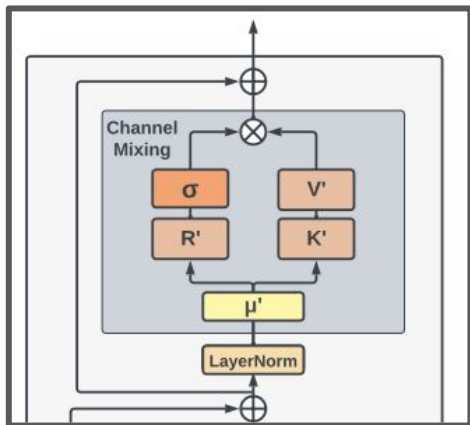 Channel
Mixing
σ
V'
R'
K'
μ'
LayerNorm